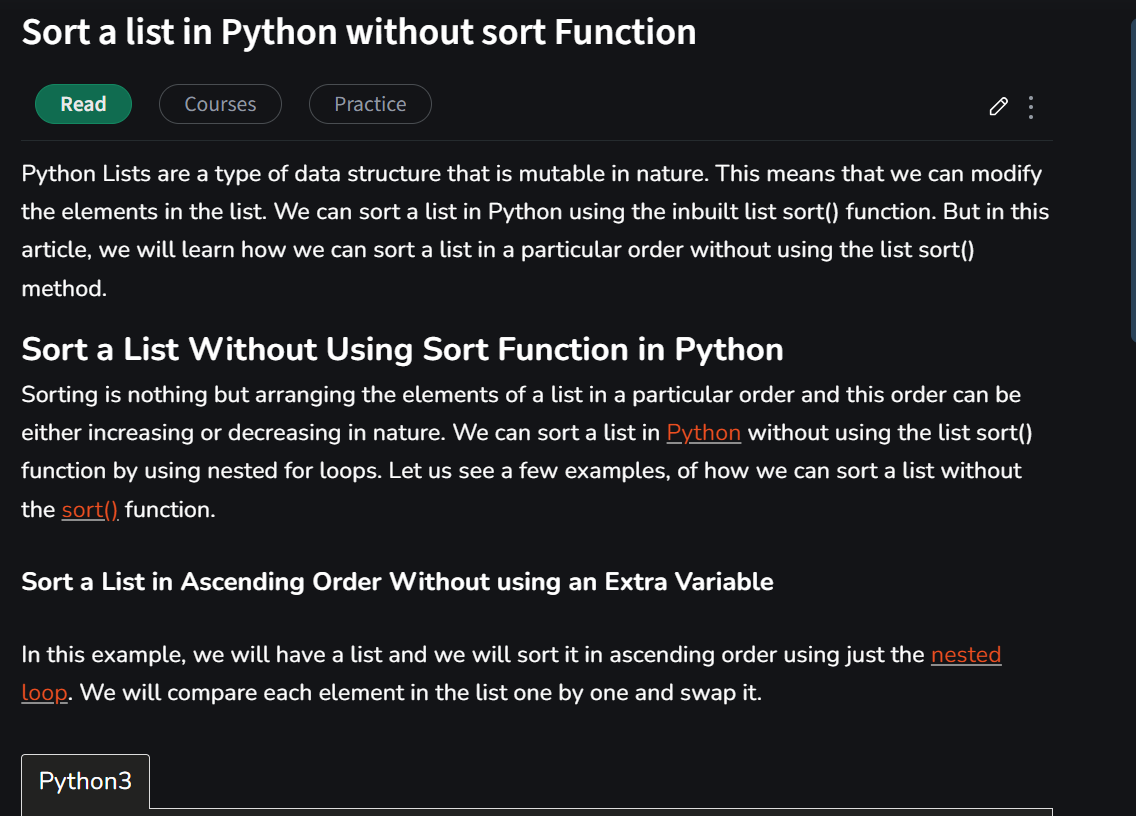 Sort a list in Python without sort Function
Read
Courses
Practice
Python Lists are a type of data structure that is mutable in nature. This means that we can modify
the elements in the list. We can sort a list in Python using the inbuilt list sort() function. But in this
article, we will learn how we can sort a list in a particular order without using the list sort()
method.
Sort a List Without Using Sort Function in Python
Sorting is nothing but arranging the elements of a list in a particular order and this order can be
either increasing or decreasing in nature. We can sort a list in Python without using the list sort()
function by using nested for loops. Let us see a few examples, of how we can sort a list without
the sort() function.
Sort a List in Ascending Order Without using an Extra Variable
In this example, we will have a list and we will sort it in ascending order using just the nested
loop. We will compare each element in the list one by one and swap it.
Python3